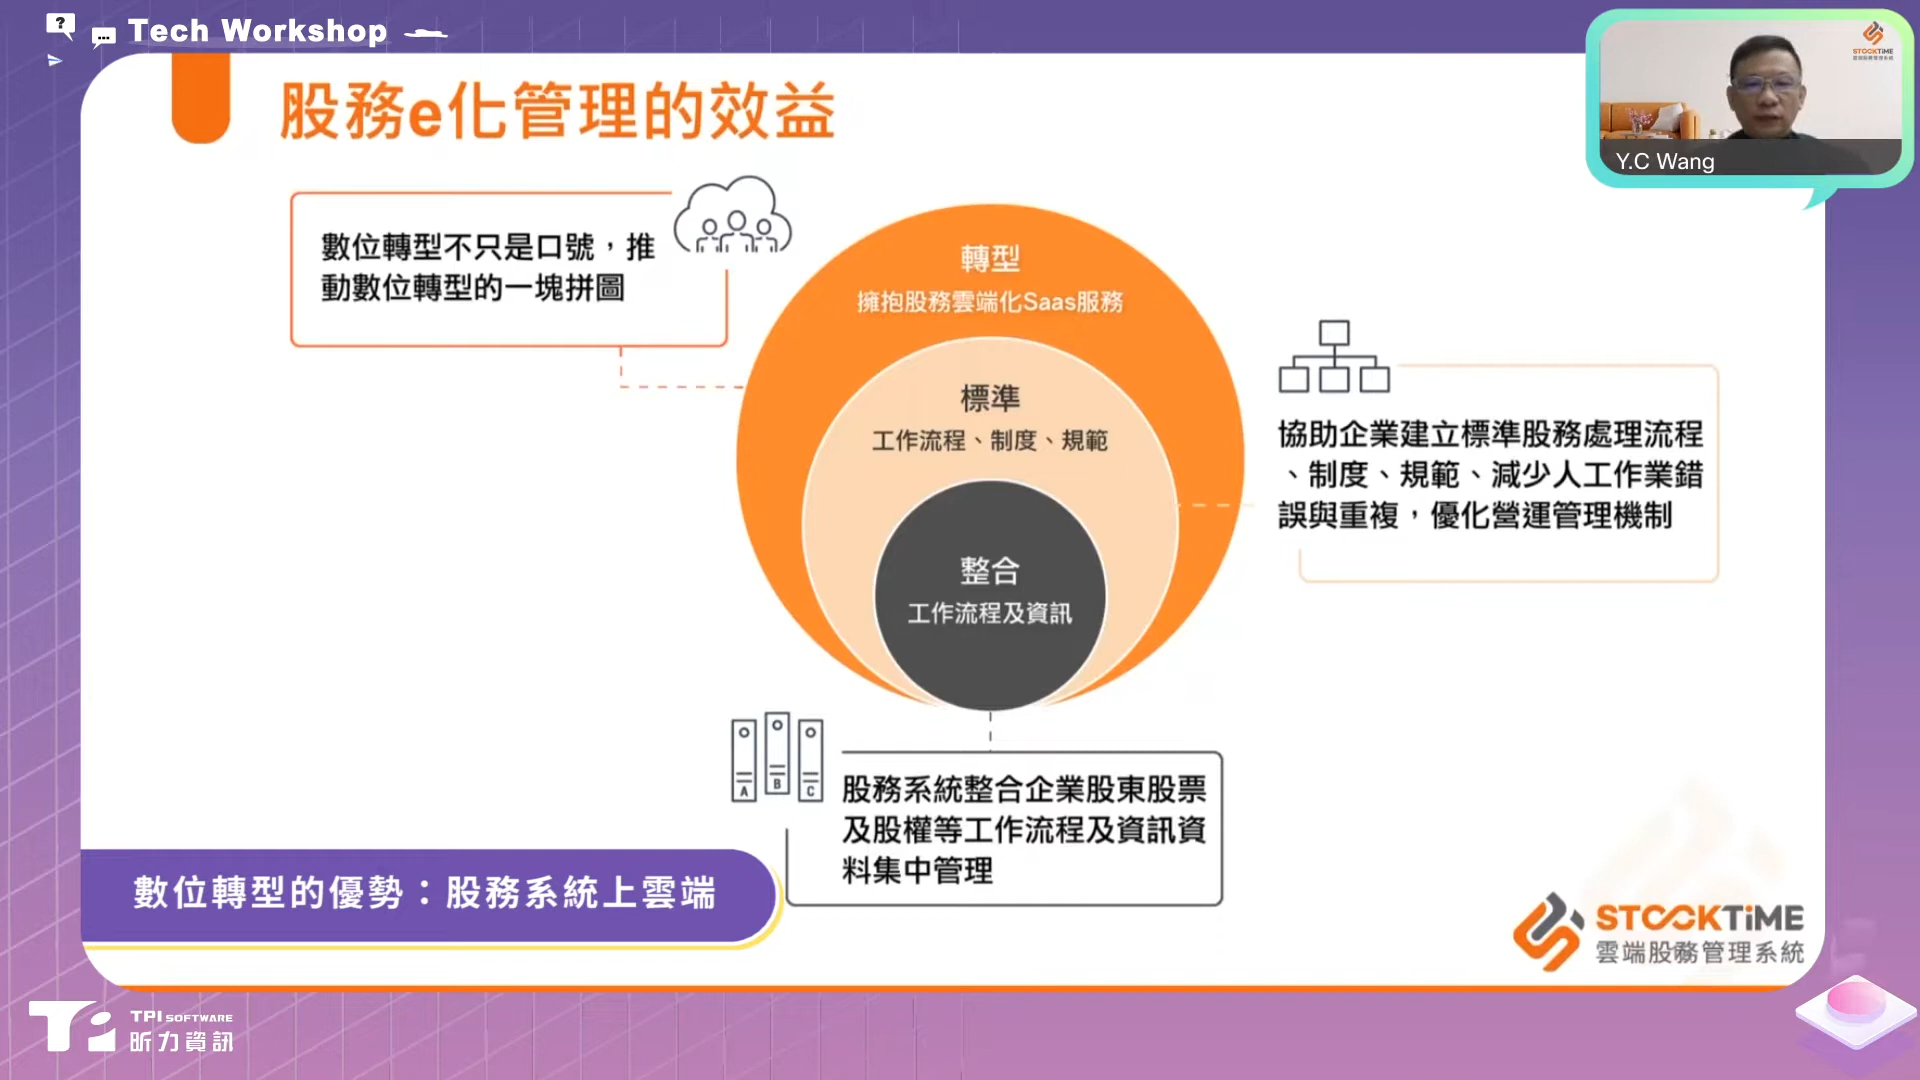 Tech Workshop
股務e化管理的效益
STOCKTiME
Y.C Wang
數位轉型不只是口號，推
動數位轉型的一塊拼圖
轉型
擁抱股務雲端化Saas服務
標準
工作流程、制度、規範
整合
工作流程及資訊
協助企業建立標準股務處理流程
、制度、規範、減少人工作業錯
誤與重複，優化營運管理機制
A B C
股務系統整合企業股東股票
及股權等工作流程及資訊資
料集中管理
數位轉型的優勢：股務系統上雲端
STOCKTiME
雲端股務管理系統
TPI SOFTWARE
昕力資訊